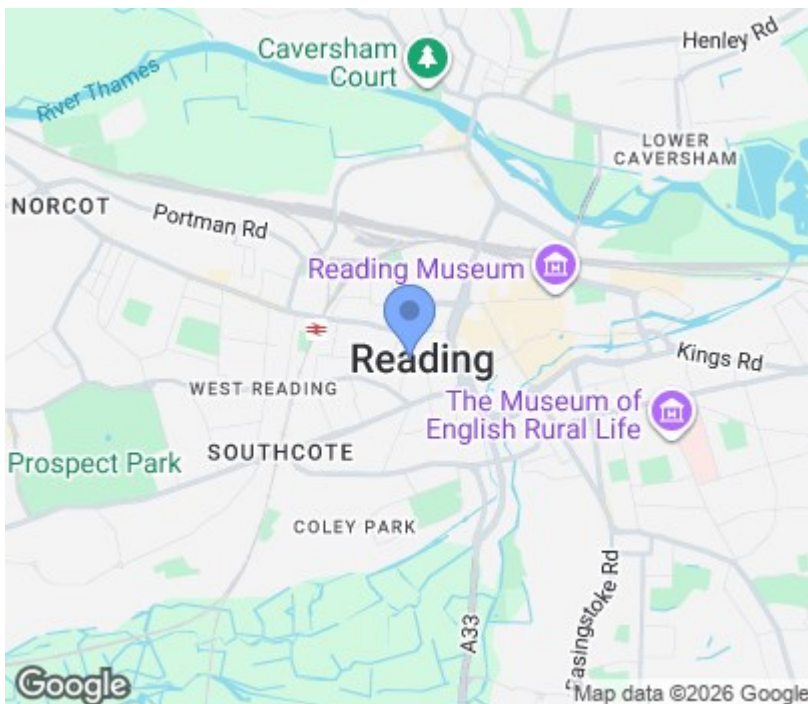 Henley Rd
Caversham
Court
River Thames
LOWER
CAVERSHAM
NORCOT
Portman Rd
Reading Museum
Reading
Kings Rd
WEST READING
The Museum of
English Rural Life
SOUTHCOTE
Prospect Park
COLEY PARK
A33
Basingstoke Rd
Google
Map data ©2026 Google